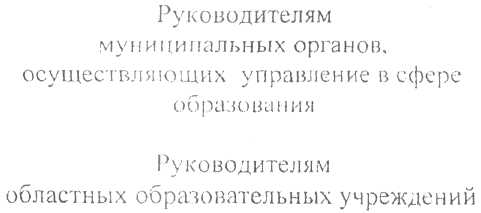 Руководителям
муниципальных органов,
осуществляющих управление в сфере
образования
Руководителям
областных образовательных учреждений